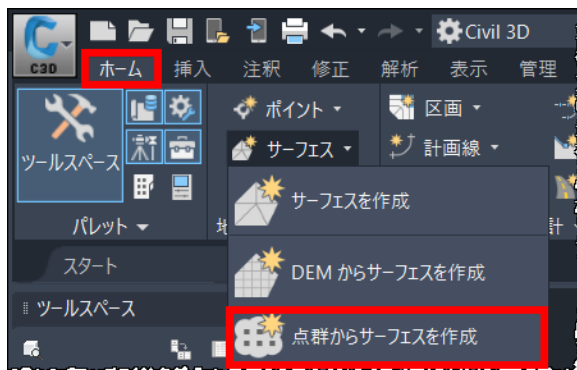 Civil 3D
C3D
ホーム 挿入 注釈 修正 解析 表示 管理
ポイント 区画
ツールスペース サーフェス 計画線
サーフェスを作成
パレット
スタート DEM からサーフェスを作成
ツールスペース
点群からサーフェスを作成